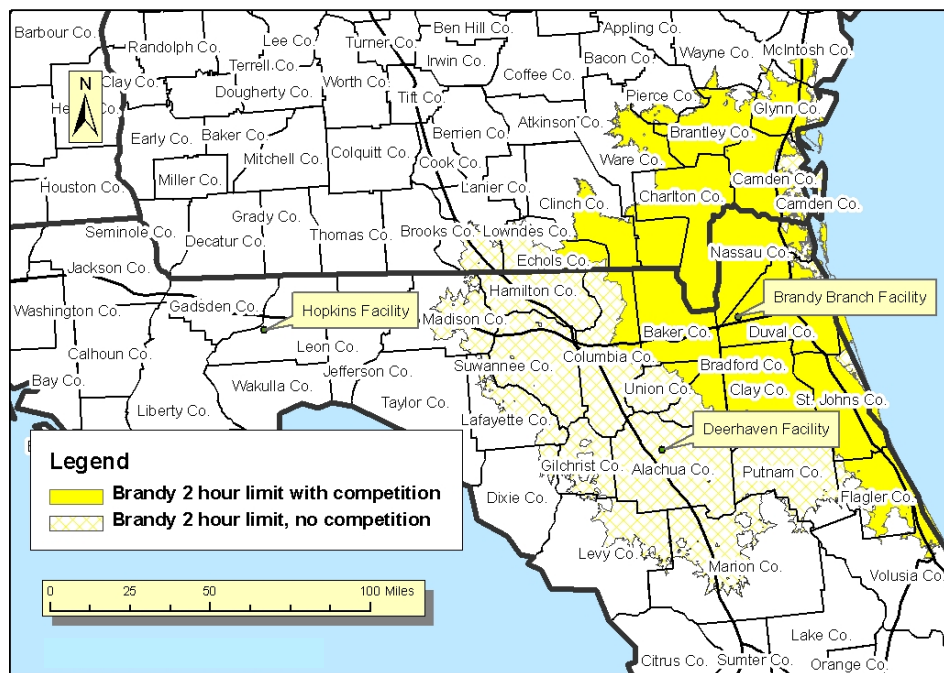 McIntosh Co.
Barbour Co.
Randolph Co.
Lee Co.
Turner Co.
Ben Hill Co.
Appling Co.
Wayne Co.
Terrell Co.
Irwin Co.
Bacon Co.
N
Clay Co.
Worth Co.
Coffee Co.
Dougherty Co.
Tift Co.
Pierce Co.
Glynn Co.
Early Co.
Baker Co.
Berrien Co.
Atkinson Co.
Brantley Co.
Mitchell Co.
Colquitt Co.
Cook Co.
Ware Co.
Miller Co.
Lanier Co.
Camden Co.
Houston Co.
Charlton Co.
Camden Co.
Clinch Co.
Grady Co.
Seminole Co.
Decatur Co.
Thomas Co.
Brooks Co.
Lowndes Co.
Nassau Co.
Echols Co.
Jackson Co.
Hamilton Co.
Brandy Branch Facility
Washington Co.
Gadsden Co.
Hopkins Facility
Madison Co.
Baker Co.
Duval Co.
Leon Co.
Calhoun Co.
Columbia Co.
Bradford Co.
Suwannee Co.
Jefferson Co.
Bay Co.
Wakulla Co.
Union Co.
Clay Co.
Taylor Co.
St. Johns Co.
Liberty Co.
Lafayette Co.
Deerhaven Facility
Gilchrist Co.
Alachua Co.
Putnam Co.
Dixie Co.
Flagler Co.
Levy Co.
Marion Co.
Volusia Co.
Lake Co.
Citrus Co.
Sumter Co.
Orange Co.
Legend
Brandy 2 hour limit with competition
Brandy 2 hour limit, no competition
0 25 50 100 Miles